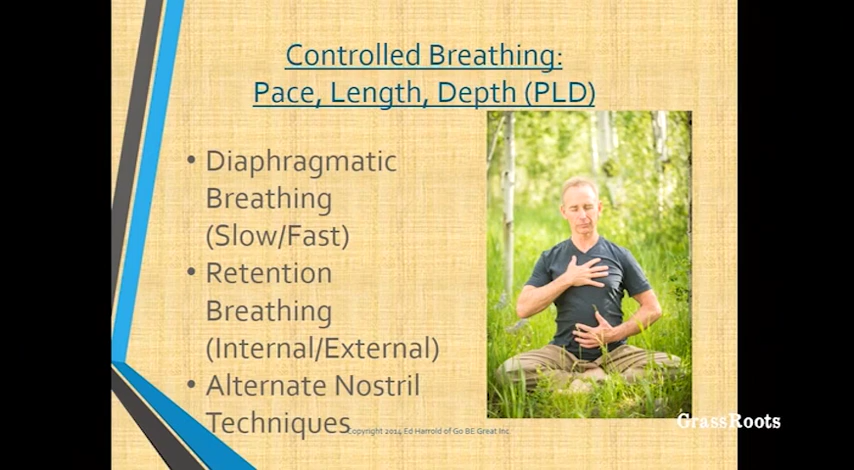 Controlled Breathing:
Pace, Length, Depth (PLD)
• Diaphragmatic
Breathing
(Slow/Fast)
• Retention
Breathing
(Internal/External)
• Alternate Nostril
Techniques
Copyright 2014 Ed Harrold of Go BE Great Inc.
GrassRoots